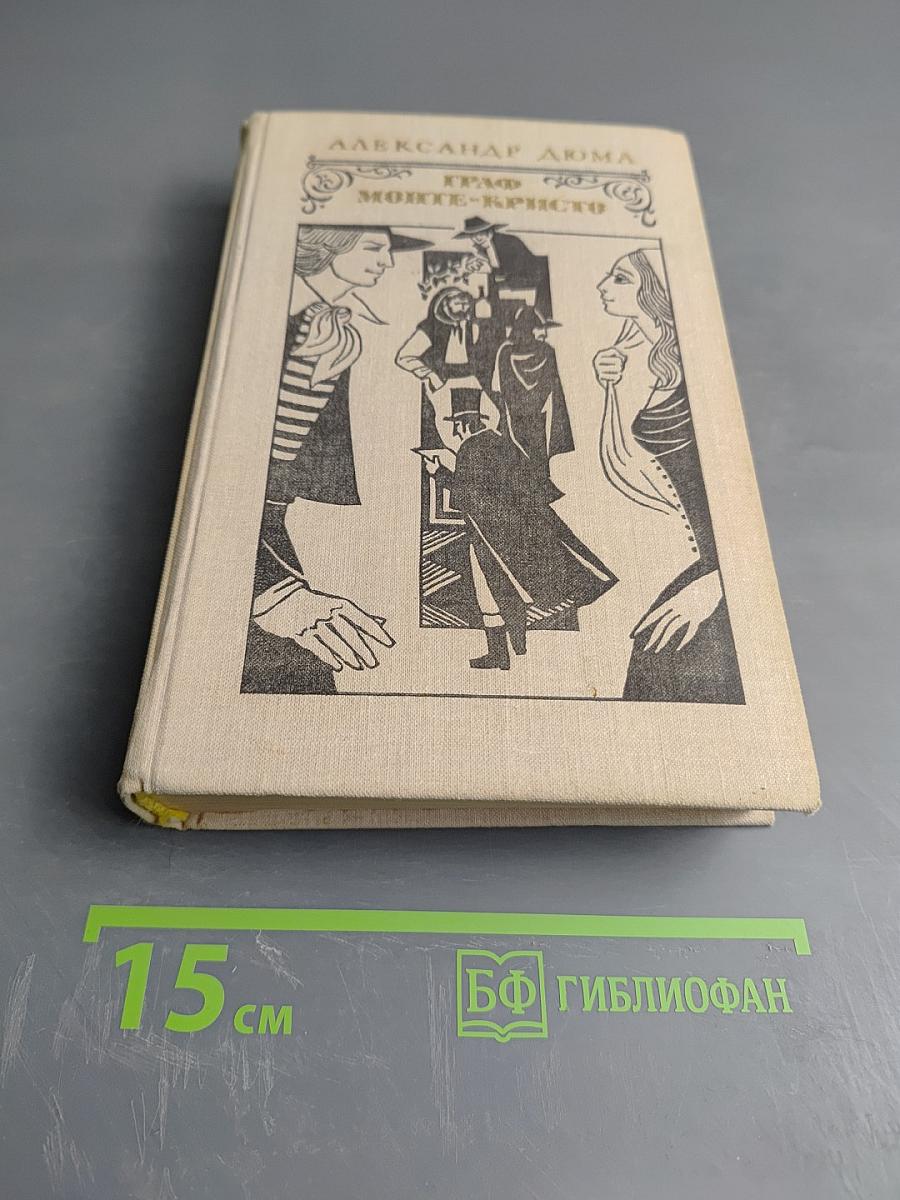 АЛЕКСАНДР ДЮМА
ГРАФ
МОНТЕ-КРИСТО
15 см
БФ ГИБЛИОФАН